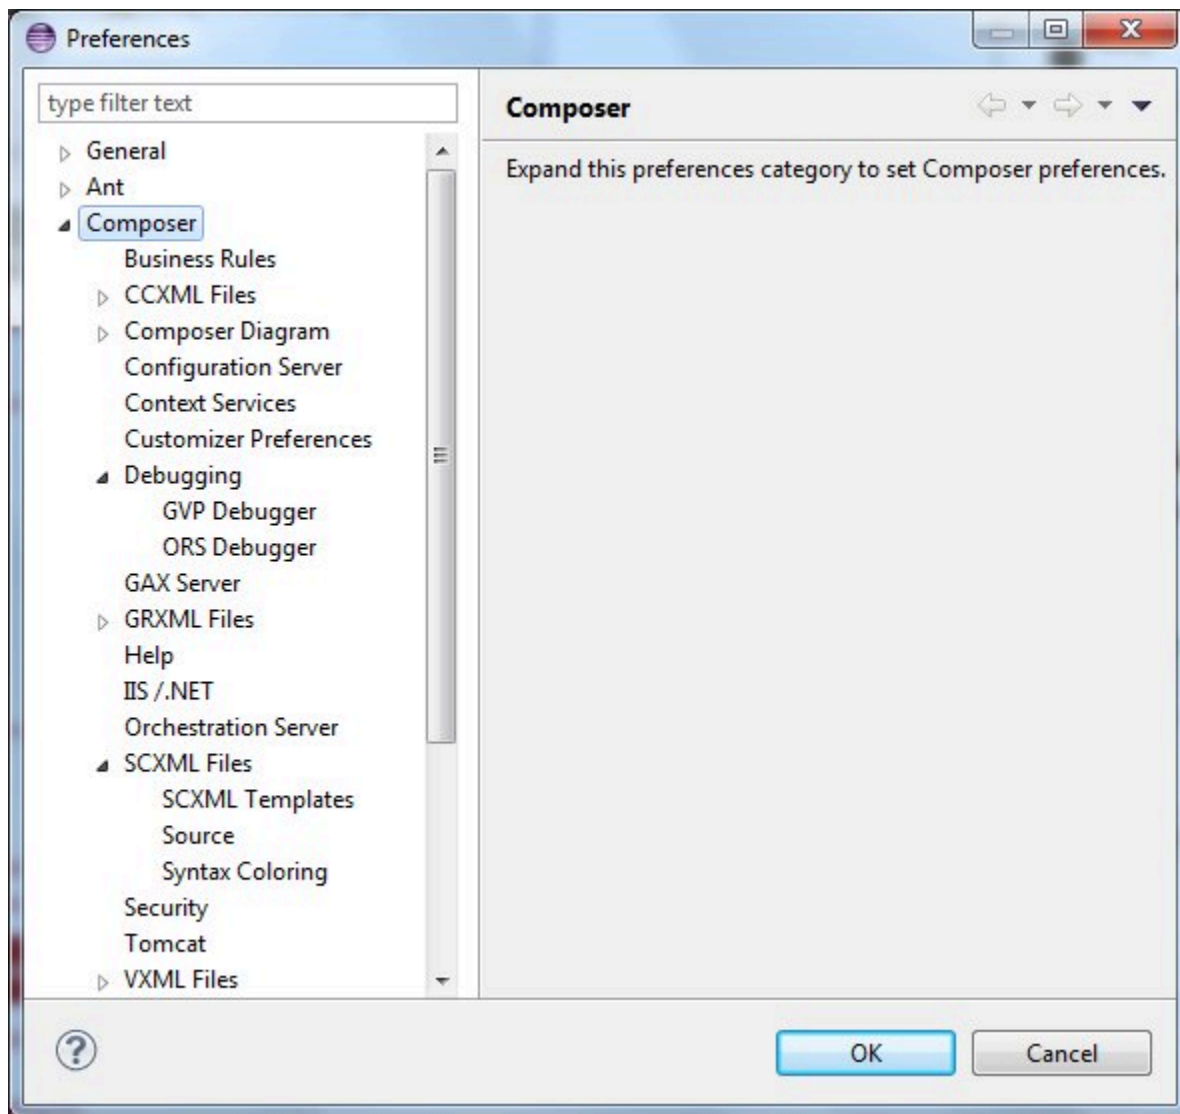 Preferences
type filter text
General
Ant
Composer
Business Rules
CCXML Files
Composer Diagram
Configuration Server
Context Services
Customizer Preferences
Debugging
GVP Debugger
ORS Debugger
GAX Server
GRXML Files
Help
IIS /.NET
Orchestration Server
SCXML Files
SCXML Templates
Source
Syntax Coloring
Security
Tomcat
VXML Files
Composer
Expand this preferences category to set Composer preferences.
?
OK
Cancel